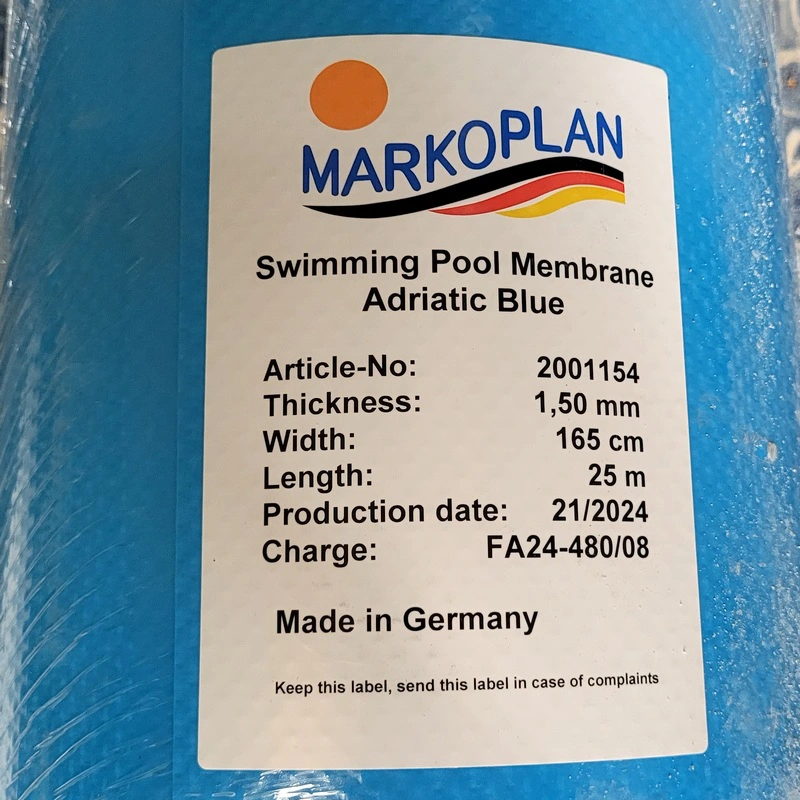 MARKOPLAN
Swimming Pool Membrane
Adriatic Blue
Article-No: 2001154
Thickness: 1,50 mm
Width: 165 cm
Length: 25 m
Production date: 21/2024
Charge: FA24-480/08
Made in Germany
Keep this label, send this label in case of complaints